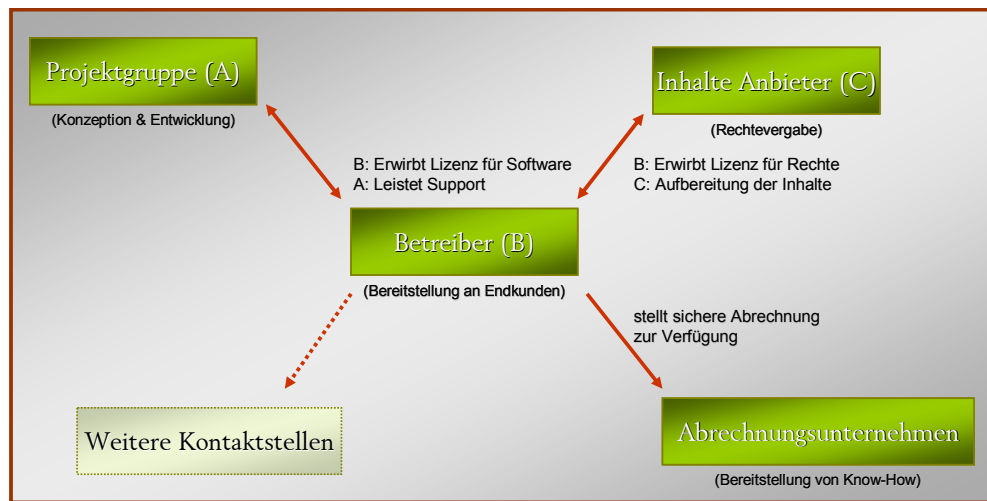 Projektgruppe (A)
(Konzeption & Entwicklung)
Inhalte Anbieter (C)
(Rechtevergabe)
B: Erwirbt Lizenz für Software
A: Leistet Support
B: Erwirbt Lizenz für Rechte
C: Aufbereitung der Inhalte
Betreiber (B)
(Bereitstellung an Endkunden)
stellt sichere Abrechnung
zur Verfügung
Weitere Kontaktstellen
Abrechnungsunternehmen
(Bereitstellung von Know-How)